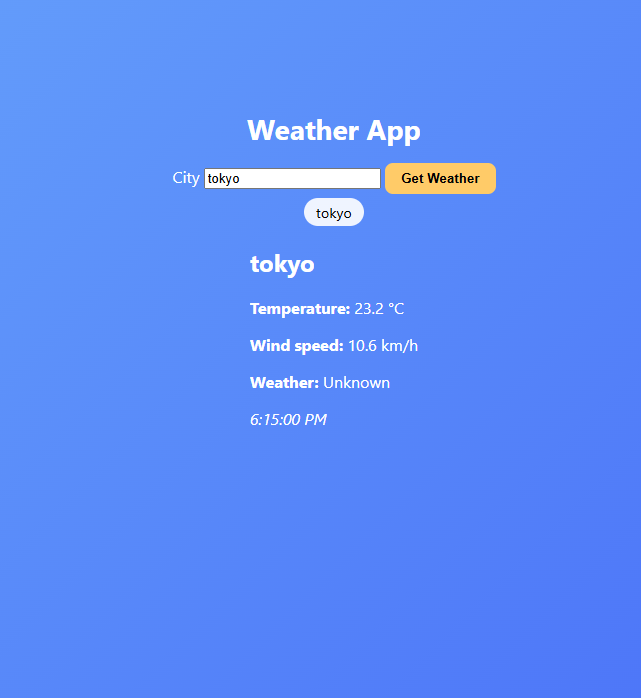 Weather App
City tokyo Get Weather
tokyo
tokyo
Temperature: 23.2 °C
Wind speed: 10.6 km/h
Weather: Unknown
6:15:00 PM